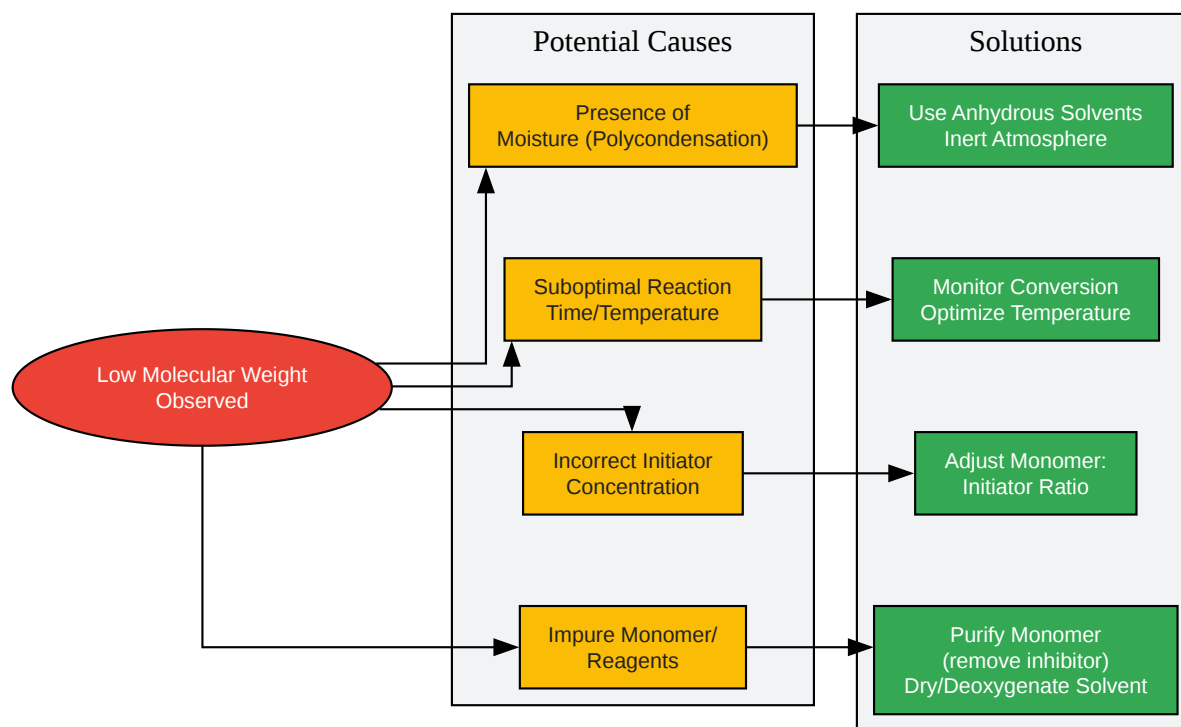 Potential Causes
Solutions
Presence of
Moisture (Polycondensation)
Use Anhydrous Solvents
Inert Atmosphere
Suboptimal Reaction
Time/Temperature
Monitor Conversion
Optimize Temperature
Low Molecular Weight
Observed
Incorrect Initiator
Concentration
Adjust Monomer:
Initiator Ratio
Impure Monomer/
Reagents
Purify Monomer
(remove inhibitor)
Dry/Deoxygenate Solvent